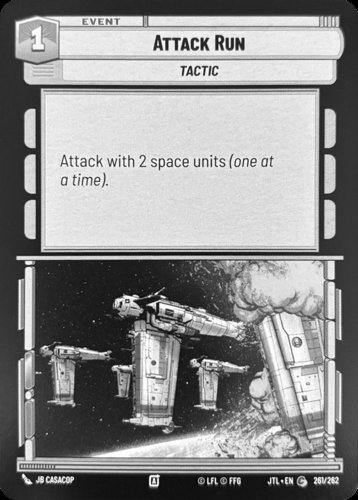 EVENT
1
ATTACK RUN
TACTIC
Attack with 2 space units (one at
a time).
JB CASACOP
© LFL © FFG
JTL • EN
261/262